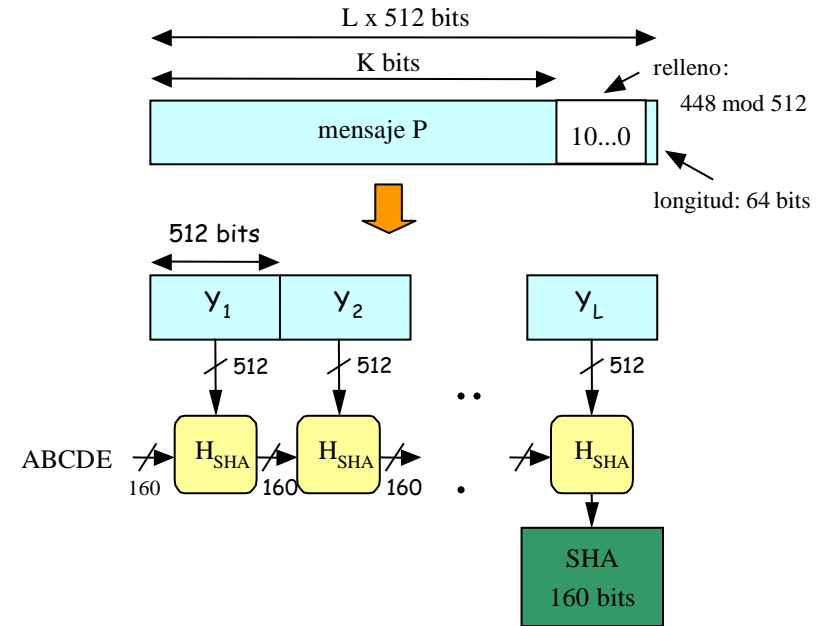 L x 512 bits
K bits
relleno:
448 mod 512
mensaje P
10...0
longitud: 64 bits
512 bits
Y1
Y2
YL
512
512
512
. .
ABCDE
160
HSHA
160
HSHA
160
.
HSHA
SHA
160 bits